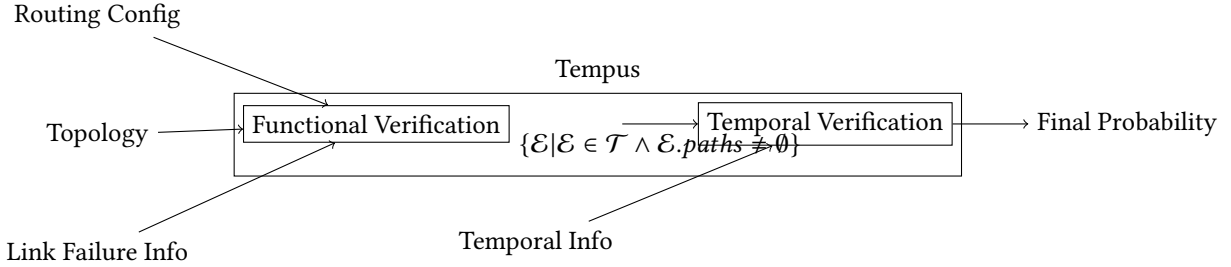 Routing Config
Tempus
Functional Verification
Temporal Verification
Topology
Final Probability
{ℰ|ℰ ∈ 𝒯 ∧ ℰ.paths ≢ ∅}
Link Failure Info
Temporal Info